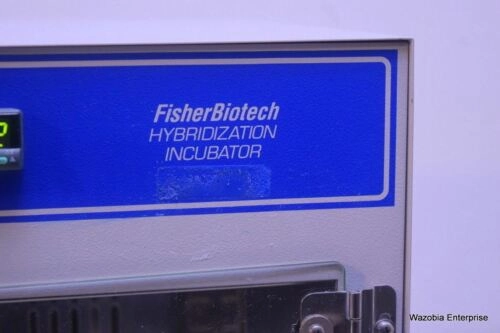 FisherBiotech
HYBRIDIZATION
INCUBATOR
Wazobia Enterprise